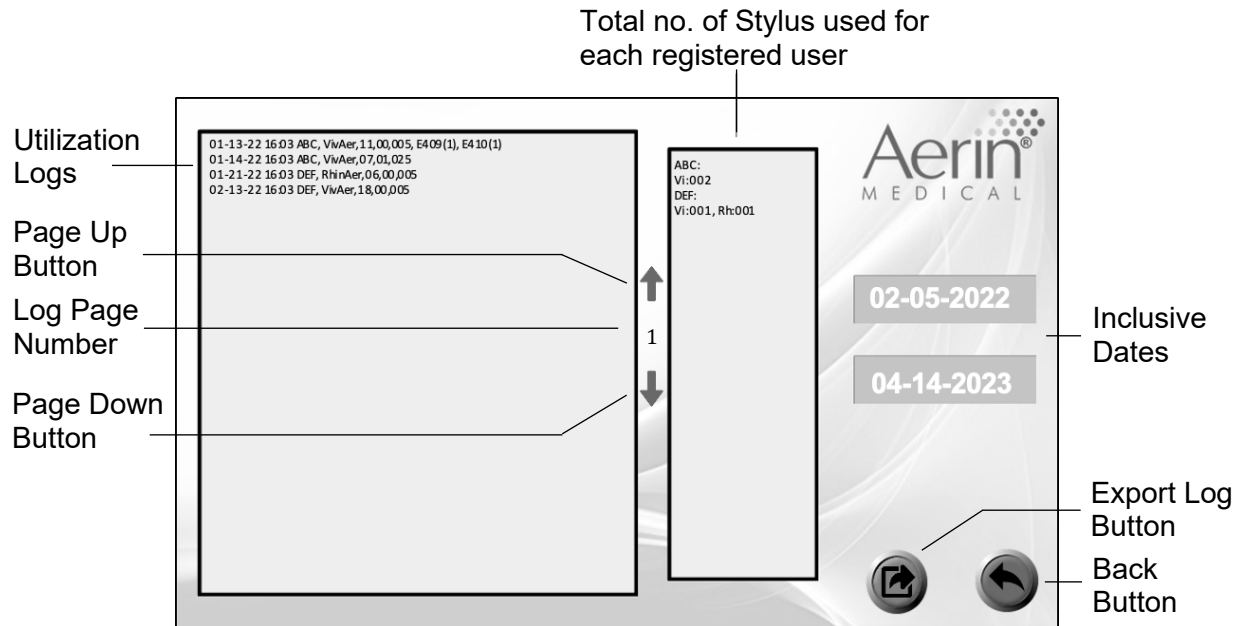 Total no. of Stylus used for
each registered user
Utilization
Logs
Page Up
Button
Log Page
Number
Page Down
Button
01-13-22 16:03 ABC, VivAer,11,00,005, E409(1), E410(1)
01-14-22 16:03 ABC, VivAer,07,01,025
01-21-22 16:03 DEF, RhinAer,06,00,005
02-13-22 16:03 DEF, VivAer,18,00,005
1
ABC:
Vi:002
DEF:
Vi:001, Rh:001
Aerin®
MEDICAL
02-05-2022
04-14-2023
Inclusive
Dates
Export Log
Button
Back
Button